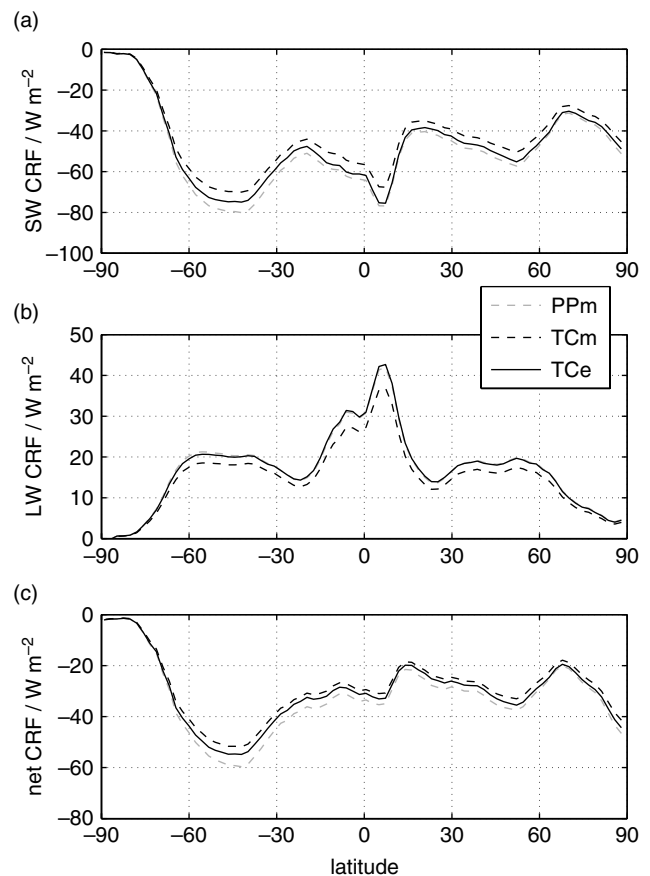 (a)
0
−20
−40
−60
−80
−100
SW CRF / W m⁻²
−90 −60 −30 0 30 60 90
PPm
TCm
TCe
(b)
50
40
30
20
10
0
LW CRF / W m⁻²
−90 −60 −30 0 30 60 90
(c)
0
−20
−40
−60
−80
net CRF / W m⁻²
−90 −60 −30 0 30 60 90
latitude